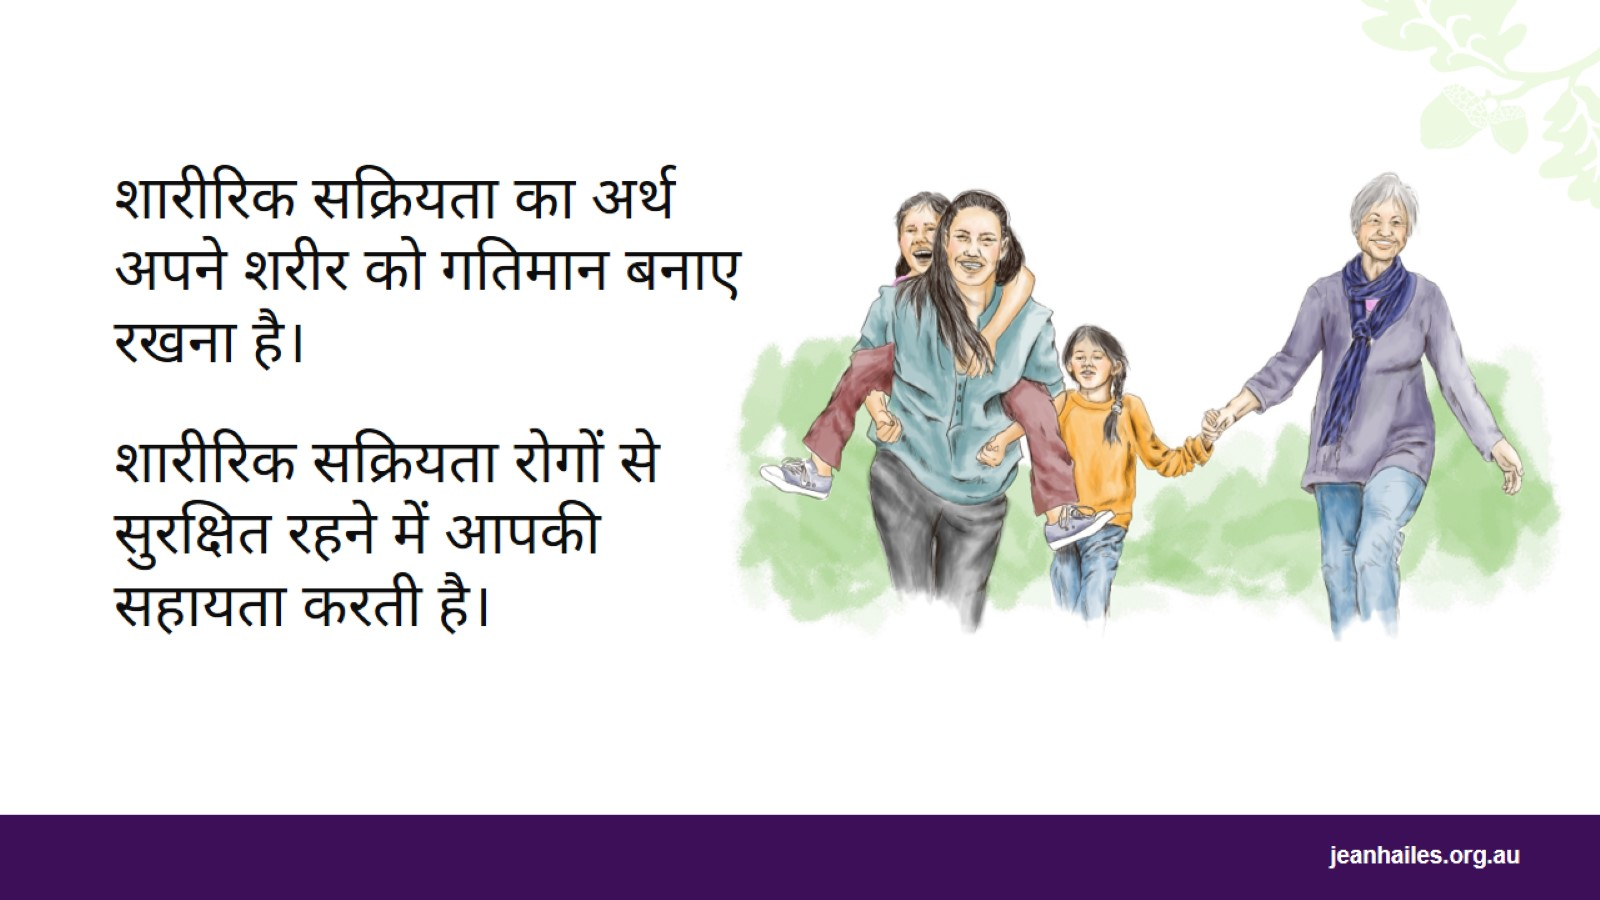 शारीरिक सक्रियता का अर्थ
अपने शरीर को गतिमान बनाए
रखना है।
शारीरिक सक्रियता रोगों से
सुरक्षित रहने में आपकी
सहायता करती है।
jeanhailes.org.au